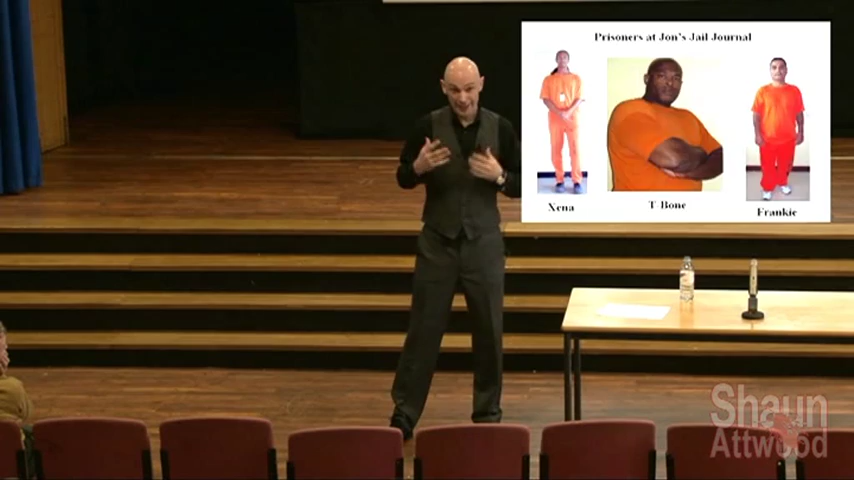 Prisoners at Jon's Jail Journal
Xena
T-Bone
Frankie
Shaun
Attwood